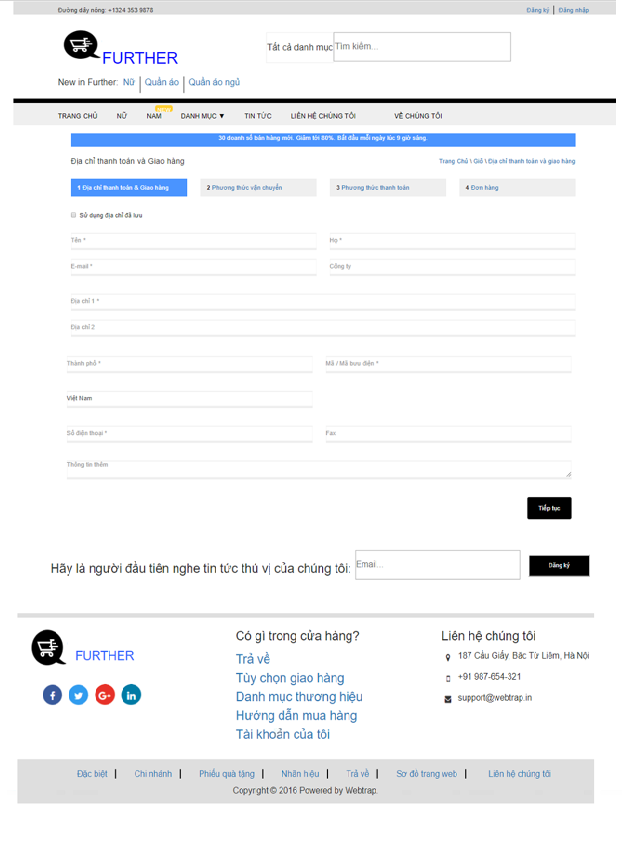 Đường dây nóng: +1324 353 9878
Đăng ký | Đăng nhập
FURTHER
Tất cả danh mục
Tìm kiếm...
New in Further: Nữ | Quần áo | Quần áo ngủ
NEW
TRANG CHỦ NỮ NAM DANH MỤC ▼ TIN TỨC LIÊN HỆ CHÚNG TÔI VỀ CHÚNG TÔI
30 doanh số bán hàng mới. Giảm tới 80%. Bắt đầu mỗi ngày lúc 9 giờ sáng.
Địa chỉ thanh toán và Giao hàng
Trang Chủ \ Giỏ \ Địa chỉ thanh toán và giao hàng
1 Địa chỉ thanh toán & Giao hàng
2 Phương thức vận chuyển
3 Phương thức thanh toán
4 Đơn hàng
Sử dụng địa chỉ đã lưu
Tên *
Họ *
E-mail *
Công ty
Địa chỉ 1 *
Địa chỉ 2
Thành phố *
Mã / Mã bưu điện *
Việt Nam
Số điện thoại *
Fax
Thông tin thêm
Tiếp tục
Hãy là người đầu tiên nghe tin tức thú vị của chúng tôi:
Emai...
Đăng ký
FURTHER
Có gì trong cửa hàng?
Trả về
Tùy chọn giao hàng
Danh mục thương hiệu
Hướng dẫn mua hàng
Tài khoản của tôi
Liên hệ chúng tôi
187 Cầu Giấy Bắc Từ Liêm, Hà Nội
+91 987-654-321
support@webtrap.in
Đặc biệt | Chi nhánh | Phiếu quà tặng | Nhãn hiệu | Trả về | Sơ đồ trang web | Liên hệ chúng tôi
Copyright © 2016 Powered by Webtrap.